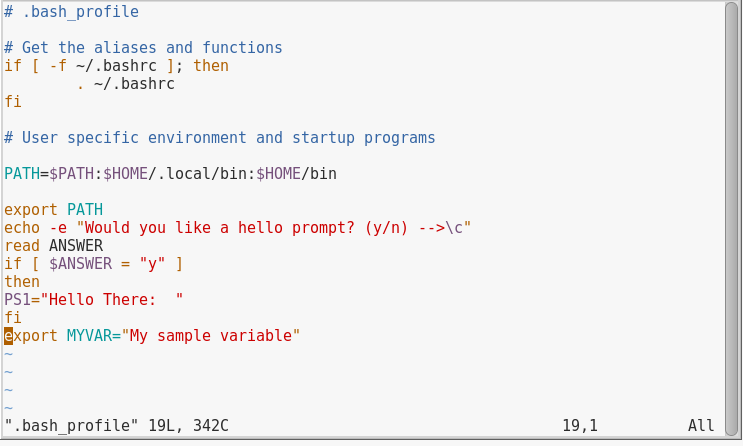 # .bash_profile
# Get the aliases and functions
if [ -f ~/.bashrc ]; then
        . ~/.bashrc
fi
# User specific environment and startup programs
PATH=$PATH:$HOME/.local/bin:$HOME/bin
export PATH
echo -e "Would you like a hello prompt? (y/n) -->\c"
read ANSWER
if [ $ANSWER = "y" ]
then
PS1="Hello There:  "
fi
export MYVAR="My sample variable"
~
~
~
~
".bash_profile" 19L, 342C 19,1 All